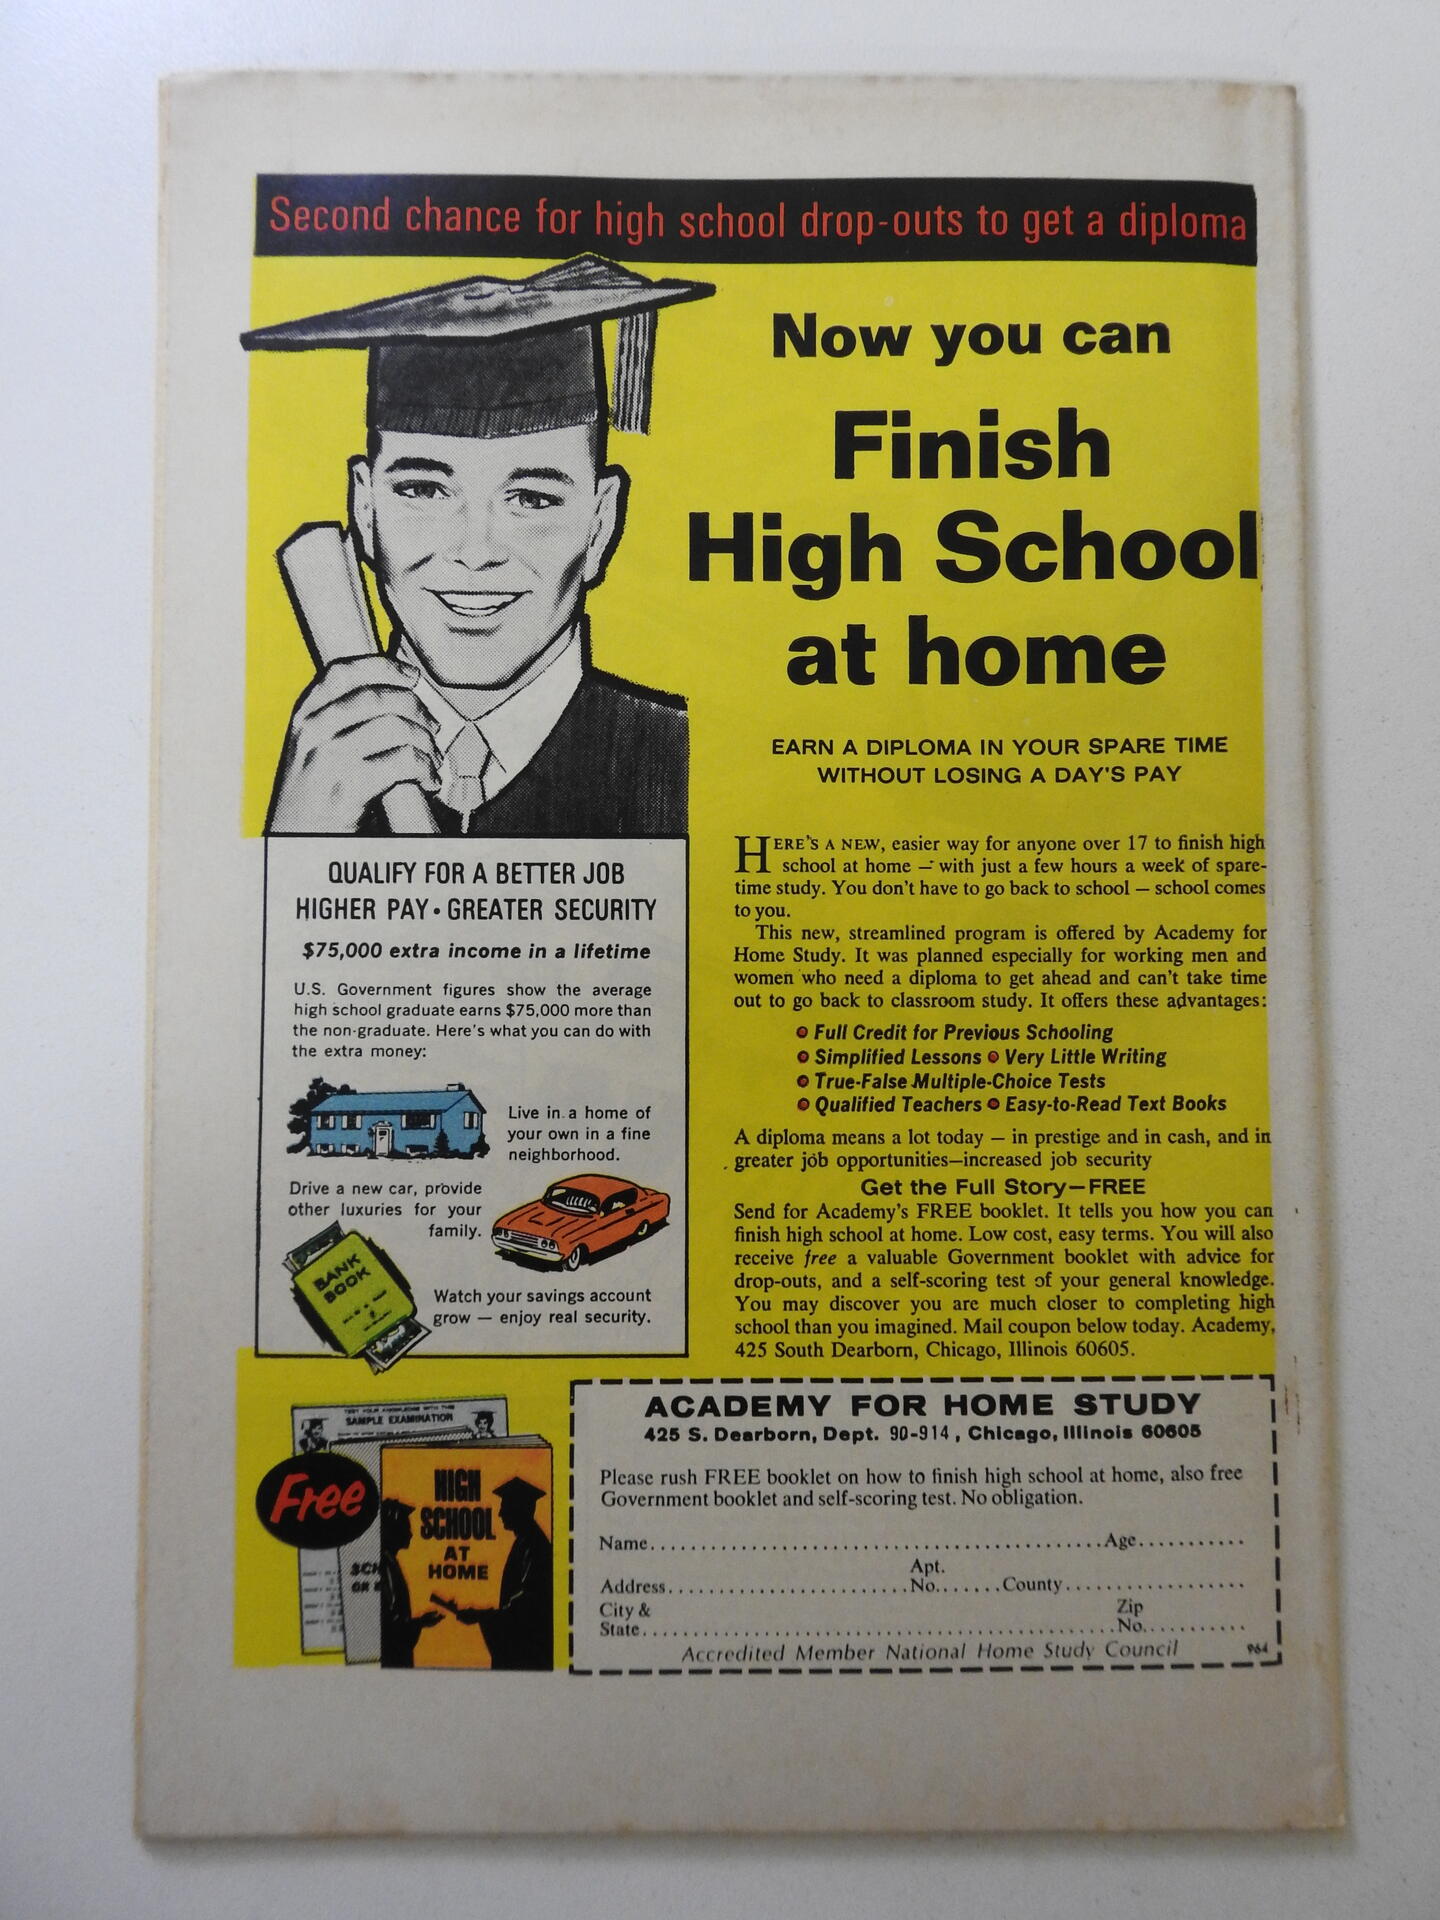 Second chance for high school drop-outs to get a diploma
Now you can
Finish
High School
at home
EARN A DIPLOMA IN YOUR SPARE TIME
WITHOUT LOSING A DAY'S PAY
QUALIFY FOR A BETTER JOB
HIGHER PAY • GREATER SECURITY
$75,000 extra income in a lifetime
U.S. Government figures show the average
high school graduate earns $75,000 more than
the non-graduate. Here's what you can do with
the extra money:
Live in a home of
your own in a fine
neighborhood.
Drive a new car, provide
other luxuries for your
family.
BANK
BOOK
Watch your savings account
grow — enjoy real security.
HERE'S A NEW, easier way for anyone over 17 to finish high
school at home — with just a few hours a week of spare-
time study. You don't have to go back to school — school comes
to you.
This new, streamlined program is offered by Academy for
Home Study. It was planned especially for working men and
women who need a diploma to get ahead and can't take time
out to go back to classroom study. It offers these advantages:
• Full Credit for Previous Schooling
• Simplified Lessons • Very Little Writing
• True-False Multiple-Choice Tests
• Qualified Teachers • Easy-to-Read Text Books
A diploma means a lot today — in prestige and in cash, and in
greater job opportunities—increased job security
Get the Full Story—FREE
Send for Academy's FREE booklet. It tells you how you can
finish high school at home. Low cost, easy terms. You will also
receive free a valuable Government booklet with advice for
drop-outs, and a self-scoring test of your general knowledge.
You may discover you are much closer to completing high
school than you imagined. Mail coupon below today. Academy,
425 South Dearborn, Chicago, Illinois 60605.
TEST YOUR KNOWLEDGE WITH THIS
SAMPLE EXAMINATION
Free
SCH
OR
HIGH
SCHOOL
AT
HOME
ACADEMY FOR HOME STUDY
425 S. Dearborn, Dept. 90-914, Chicago, Illinois 60605
Please rush FREE booklet on how to finish high school at home, also free
Government booklet and self-scoring test. No obligation.
Name..........Age..........
Apt.
Address..........No.......County..........
City & Zip
State..........No..........
Accredited Member National Home Study Council 964